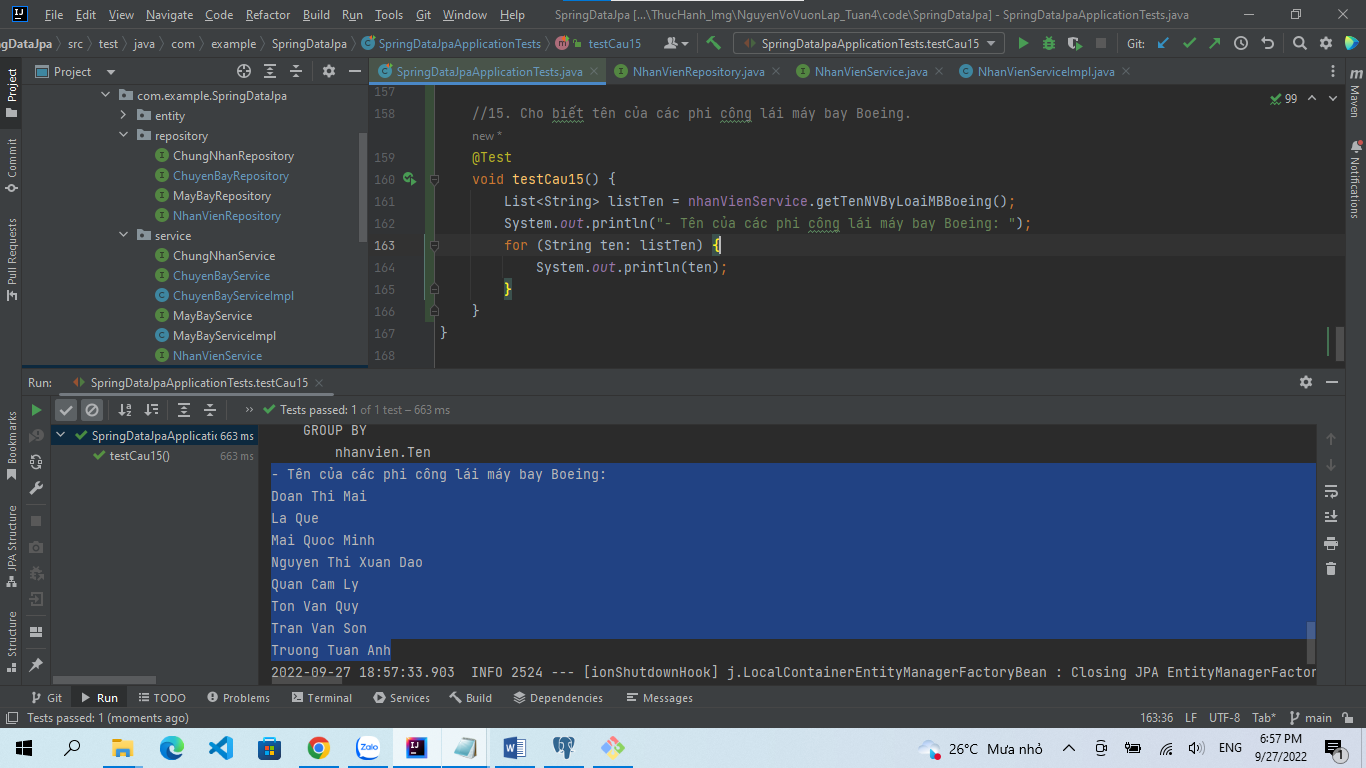 File Edit View Navigate Code Refactor Build Run Tools Git Window Help SpringDataJpa [...\ThucHanh_lmg\NguyenVoVuonLap_Tuan4\code\SpringDataJpa] - SpringDataJpaApplicationTests.java
ngDataJpa src test java com example SpringDataJpa SpringDataJpaApplicationTests testCau15 SpringDataJpaApplicationTests.testCau15 Git:
Project SpringDataJpaApplicationTests.java NhanVienRepository.java NhanVienService.java NhanVienServiceImpl.java
Project
Commit
Pull Requests
Bookmarks
JPA Structure
Structure
com.example.SpringDataJpa
entity
repository
ChungNhanRepository
ChuyenBayRepository
MayBayRepository
NhanVienRepository
service
ChungNhanService
ChuyenBayService
ChuyenBayServiceImpl
MayBayService
MayBayServiceImpl
NhanVienService
157
158 //15. Cho biết tên của các phi công lái máy bay Boeing.
new *
159 @Test
160 void testCau15() {
161 List<String> listTen = nhanVienService.getTenNVByLoaiMBBoeing();
162 System.out.println("- Tên của các phi công lái máy bay Boeing: ");
163 for (String ten: listTen) {
164 System.out.println(ten);
165 }
166 }
167 }
168
99
Maven
Notifications
Run: SpringDataJpaApplicationTests.testCau15
Tests passed: 1 of 1 test – 663 ms
SpringDataJpaApplicatic 663 ms
testCau15() 663 ms
GROUP BY
nhanvien.Ten
- Tên của các phi công lái máy bay Boeing:
Doan Thi Mai
La Que
Mai Quoc Minh
Nguyen Thi Xuan Dao
Quan Cam Ly
Ton Van Quy
Tran Van Son
Truong Tuan Anh
2022-09-27 18:57:33.903 INFO 2524 --- [ionShutdownHook] j.LocalContainerEntityManagerFactoryBean : Closing JPA EntityManagerFactor
Git Run TODO Problems Terminal Services Build Dependencies Messages
Tests passed: 1 (moments ago) 163:36 LF UTF-8 Tab* main
Zalo 26°C Mưa nhỏ ENG 6:57 PM
9/27/2022 1